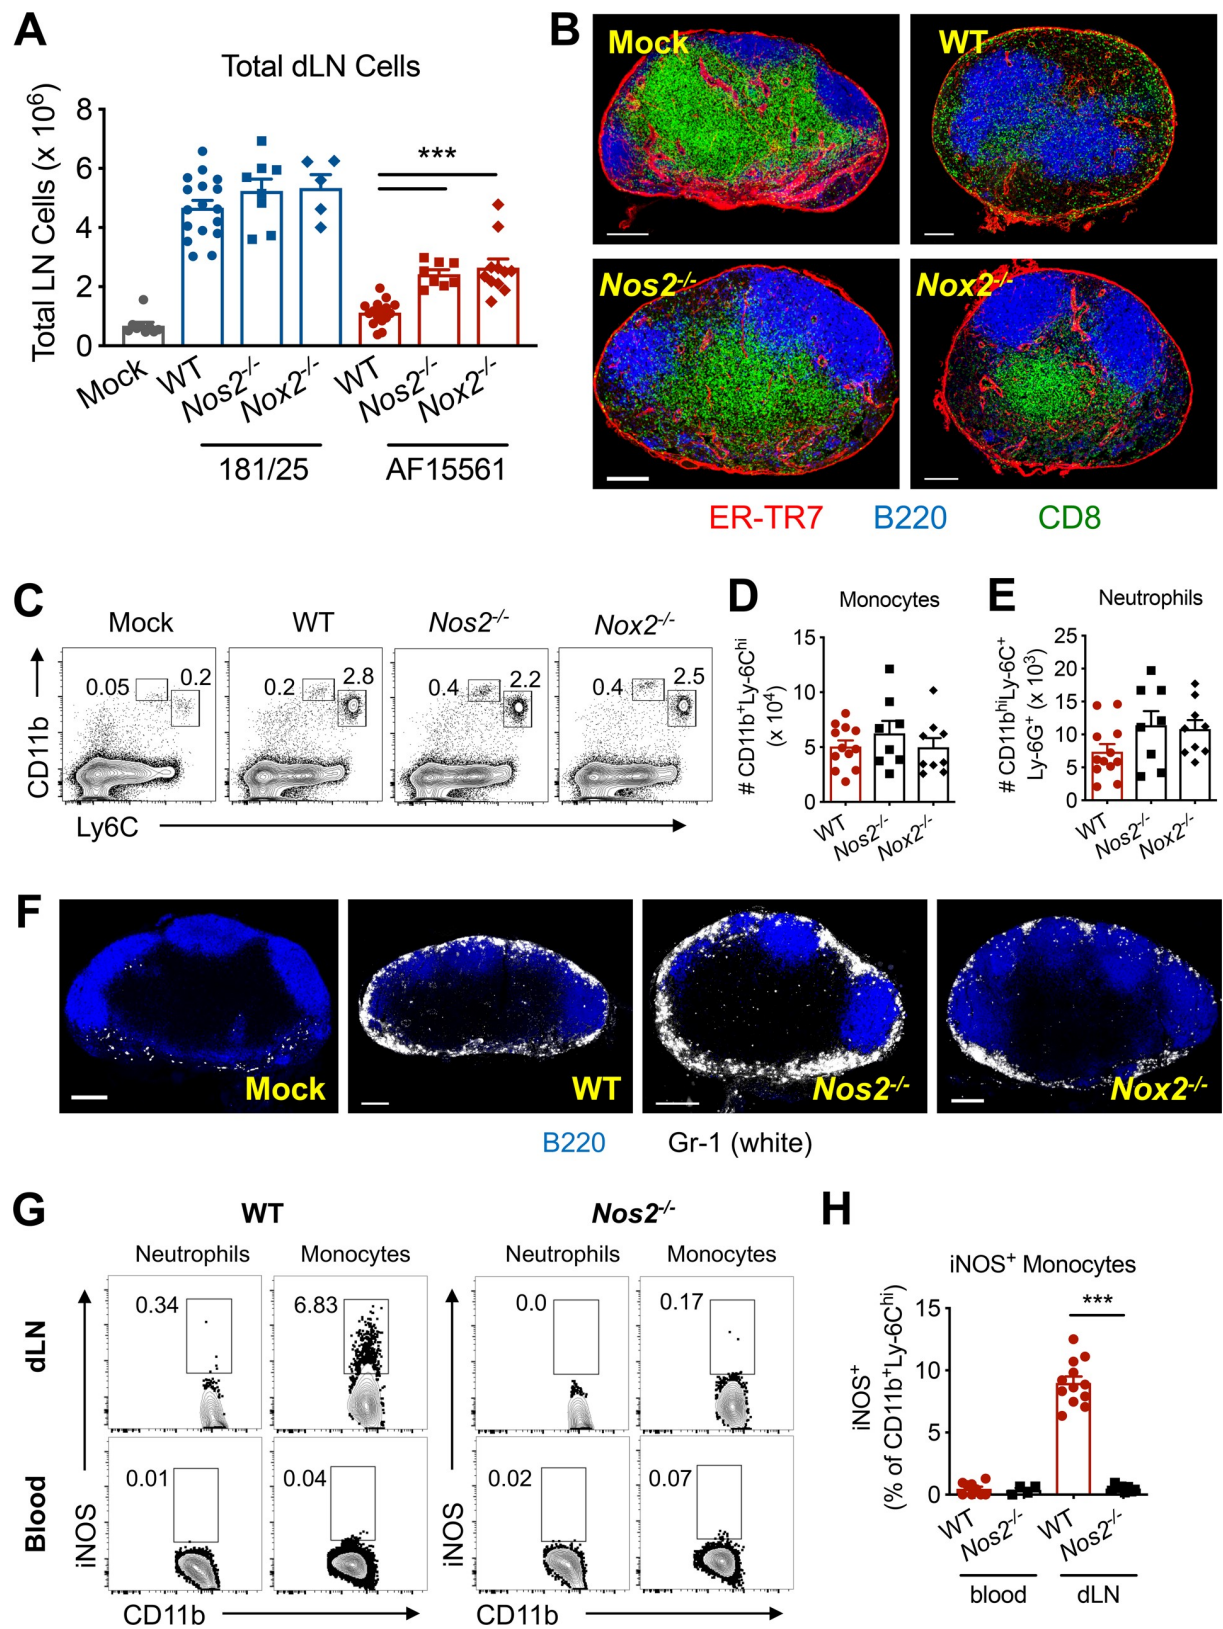 A
Total dLN Cells
Total LN Cells (x 10⁶)
8
6
4
2
0
***
Mock
WT
Nos2⁻/⁻
Nox2⁻/⁻
WT
Nos2⁻/⁻
Nox2⁻/⁻
181/25
AF15561
B
Mock
WT
Nos2⁻/⁻
Nox2⁻/⁻
ER-TR7 B220 CD8
C
Mock
WT
Nos2⁻/⁻
Nox2⁻/⁻
0.05
0.2
0.2
2.8
0.4
2.2
0.4
2.5
CD11b
Ly6C
D
Monocytes
# CD11b⁺Ly-6Cʰⁱ
(x 10⁴)
15
10
5
0
WT
Nos2⁻/⁻
Nox2⁻/⁻
E
Neutrophils
# CD11bʰⁱLy-6C⁺
Ly-6G⁺ (x 10³)
25
20
15
10
5
0
WT
Nos2⁻/⁻
Nox2⁻/⁻
F
Mock
WT
Nos2⁻/⁻
Nox2⁻/⁻
B220 Gr-1 (white)
G
WT
Nos2⁻/⁻
Neutrophils
Monocytes
Neutrophils
Monocytes
dLN
0.34
6.83
0.0
0.17
Blood
0.01
0.04
0.02
0.07
iNOS
iNOS
CD11b
CD11b
H
iNOS⁺ Monocytes
iNOS⁺
(% of CD11b⁺Ly-6Cʰⁱ)
15
10
5
0
***
WT
Nos2⁻/⁻
WT
Nos2⁻/⁻
blood
dLN